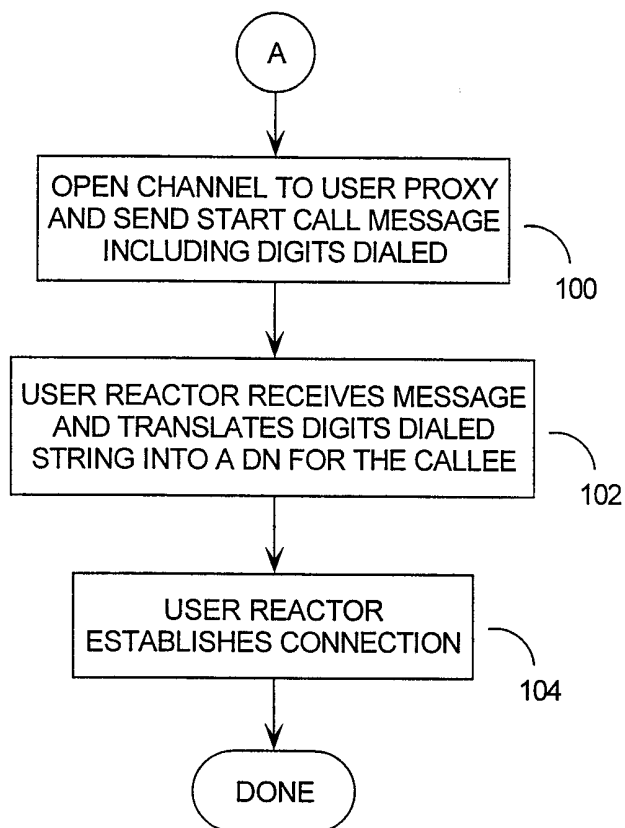 A
OPEN CHANNEL TO USER PROXY
AND SEND START CALL MESSAGE
INCLUDING DIGITS DIALED
100
USER REACTOR RECEIVES MESSAGE
AND TRANSLATES DIGITS DIALED
STRING INTO A DN FOR THE CALLEE
102
USER REACTOR
ESTABLISHES CONNECTION
104
DONE